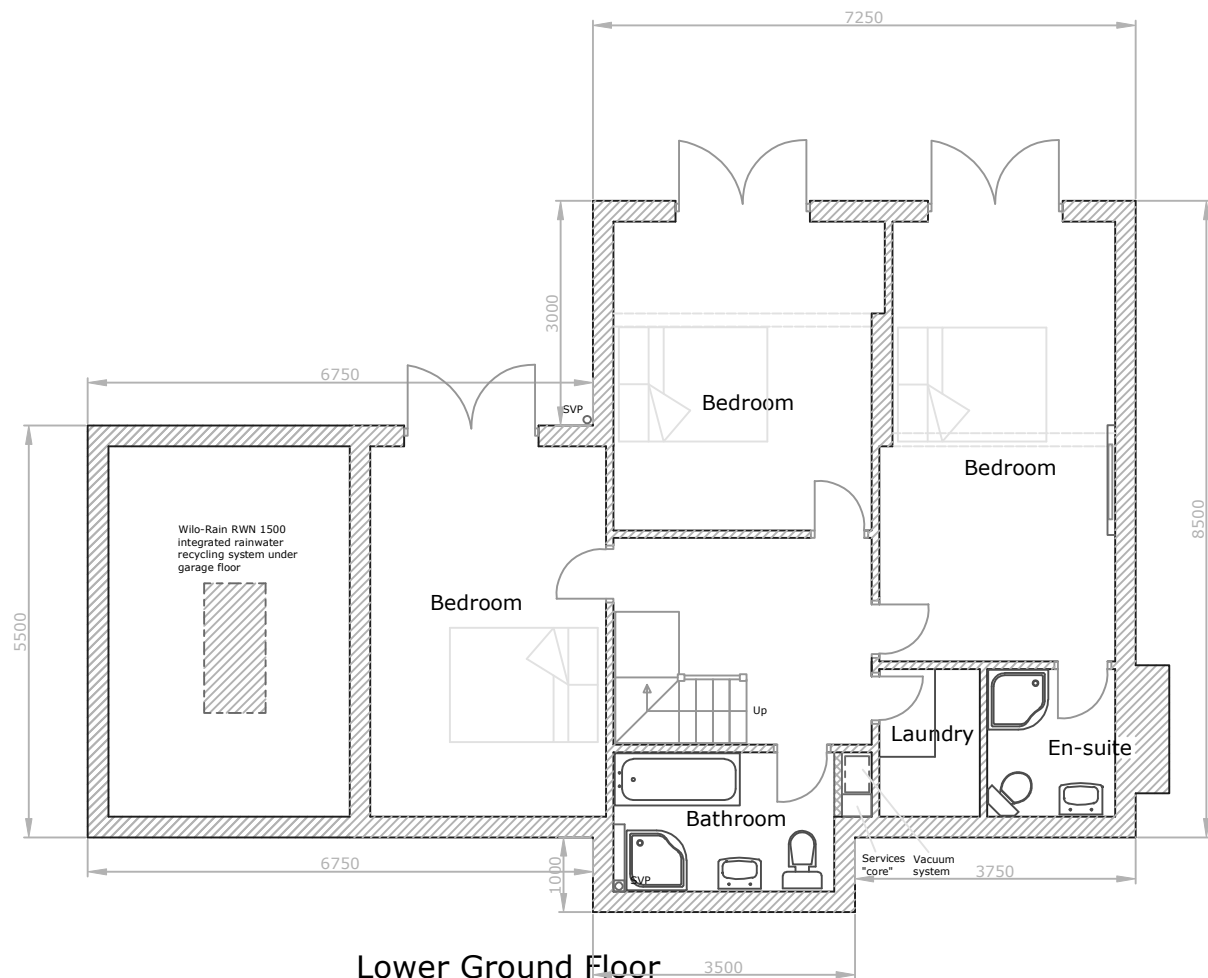 7250
3000
8500
6750
SVP
Bedroom
Bedroom
Wilo-Rain RWN 1500
integrated rainwater
recycling system under
garage floor
5500
Bedroom
Up
Laundry
En-suite
Bathroom
SVP
Services
"core"
Vacuum
system
6750
1000
3750
Lower Ground Floor
3500